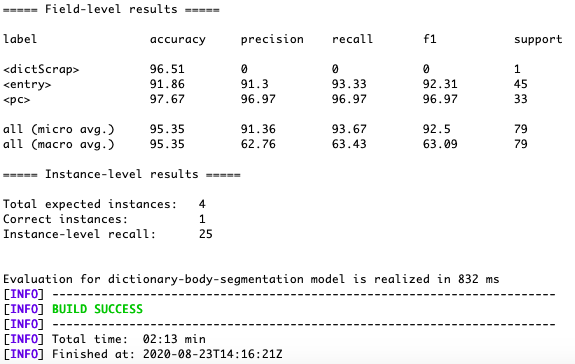 ===== Field-level results =====
label accuracy precision recall f1 support
<dictScrap> 96.51 0 0 0 1
<entry> 91.86 91.3 93.33 92.31 45
<pc> 97.67 96.97 96.97 96.97 33
all (micro avg.) 95.35 91.36 93.67 92.5 79
all (macro avg.) 95.35 62.76 63.43 63.09 79
===== Instance-level results =====
Total expected instances: 4
Correct instances: 1
Instance-level recall: 25
Evaluation for dictionary-body-segmentation model is realized in 832 ms
[INFO] ------------------------------------------------------------------------
[INFO] BUILD SUCCESS
[INFO] ------------------------------------------------------------------------
[INFO] Total time: 02:13 min
[INFO] Finished at: 2020-08-23T14:16:21Z